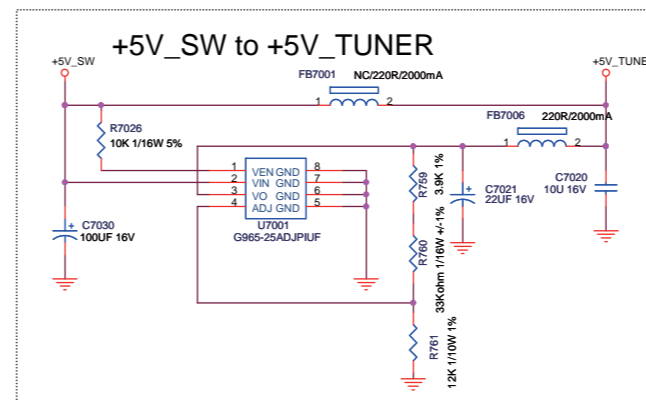 +5V_SW to +5V_TUNER
+5V_SW
+5V_TUNE
FB7001
NC/220R/2000mA
1
2
FB7006
220R/2000mA
1
2
R7026
10K 1/16W 5%
1 VEN GND 8
2 VIN GND 7
3 VO GND 6
4 ADJ GND 5
U7001
G965-25ADJPIUF
R759
3.9K 1%
+
C7021
22UF 16V
C7020
10U 16V
+
C7030
100UF 16V
R760
33Kohm 1/16W +/-1%
R761
12K 1/10W 1%